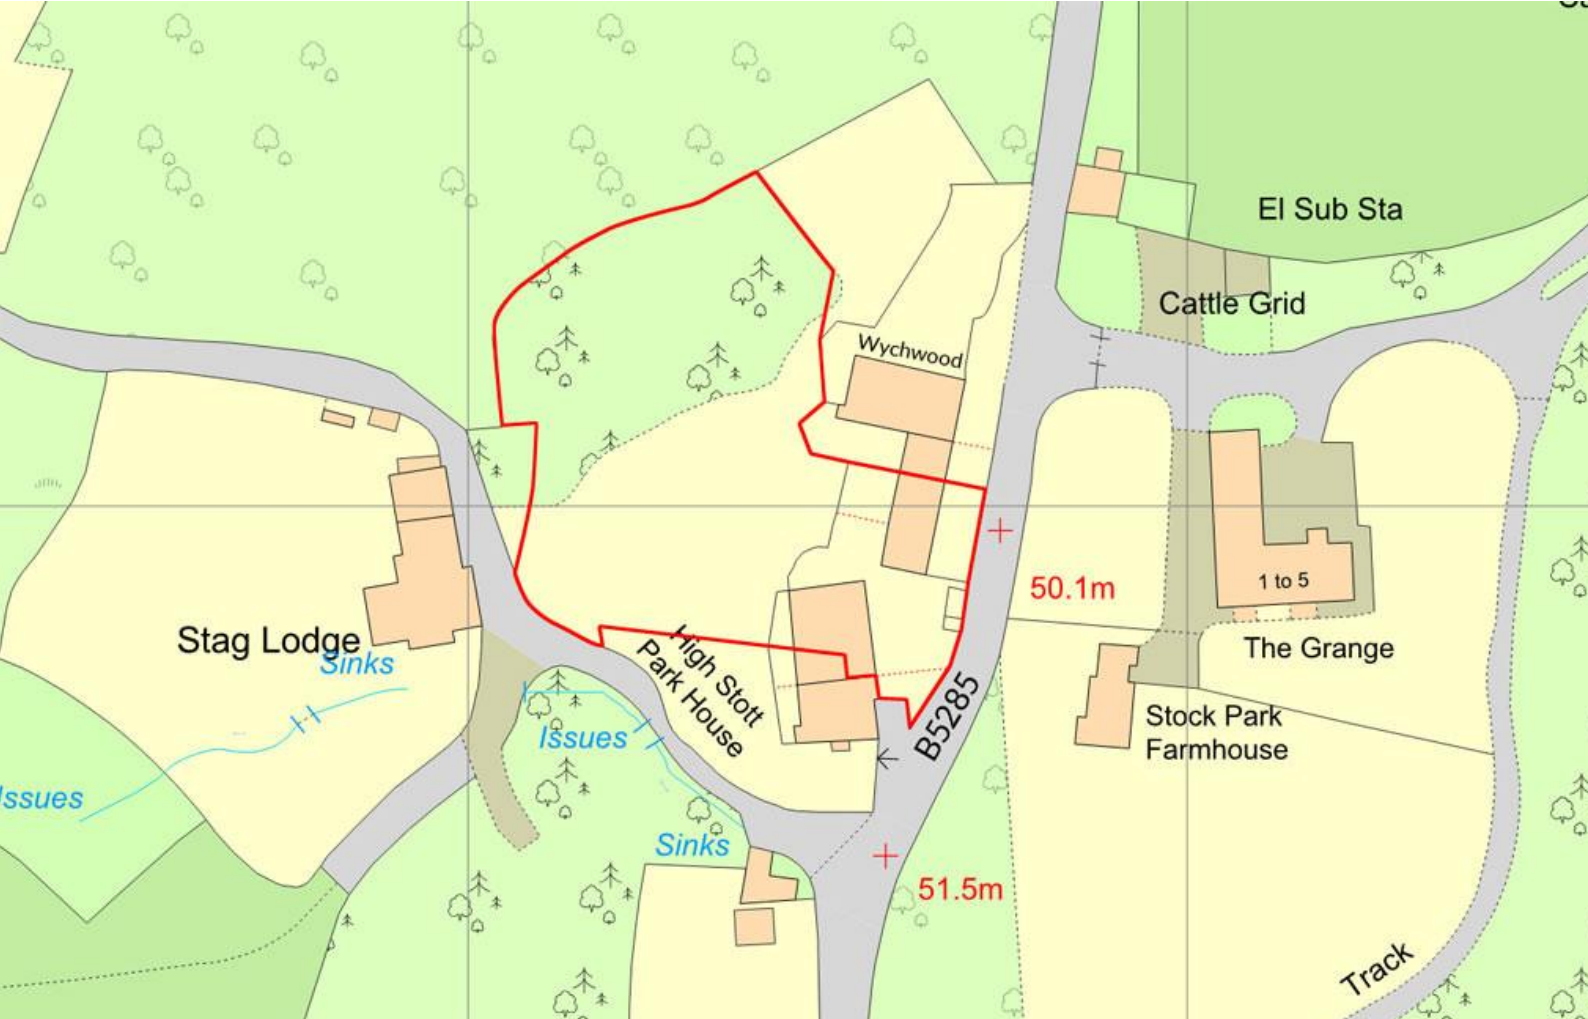 El Sub Sta
Cattle Grid
Wychwood
50.1m
1 to 5
Stag Lodge
Sinks
High Stott
Park House
The Grange
B5285
Stock Park
Farmhouse
Issues
Issues
Sinks
51.5m
Track